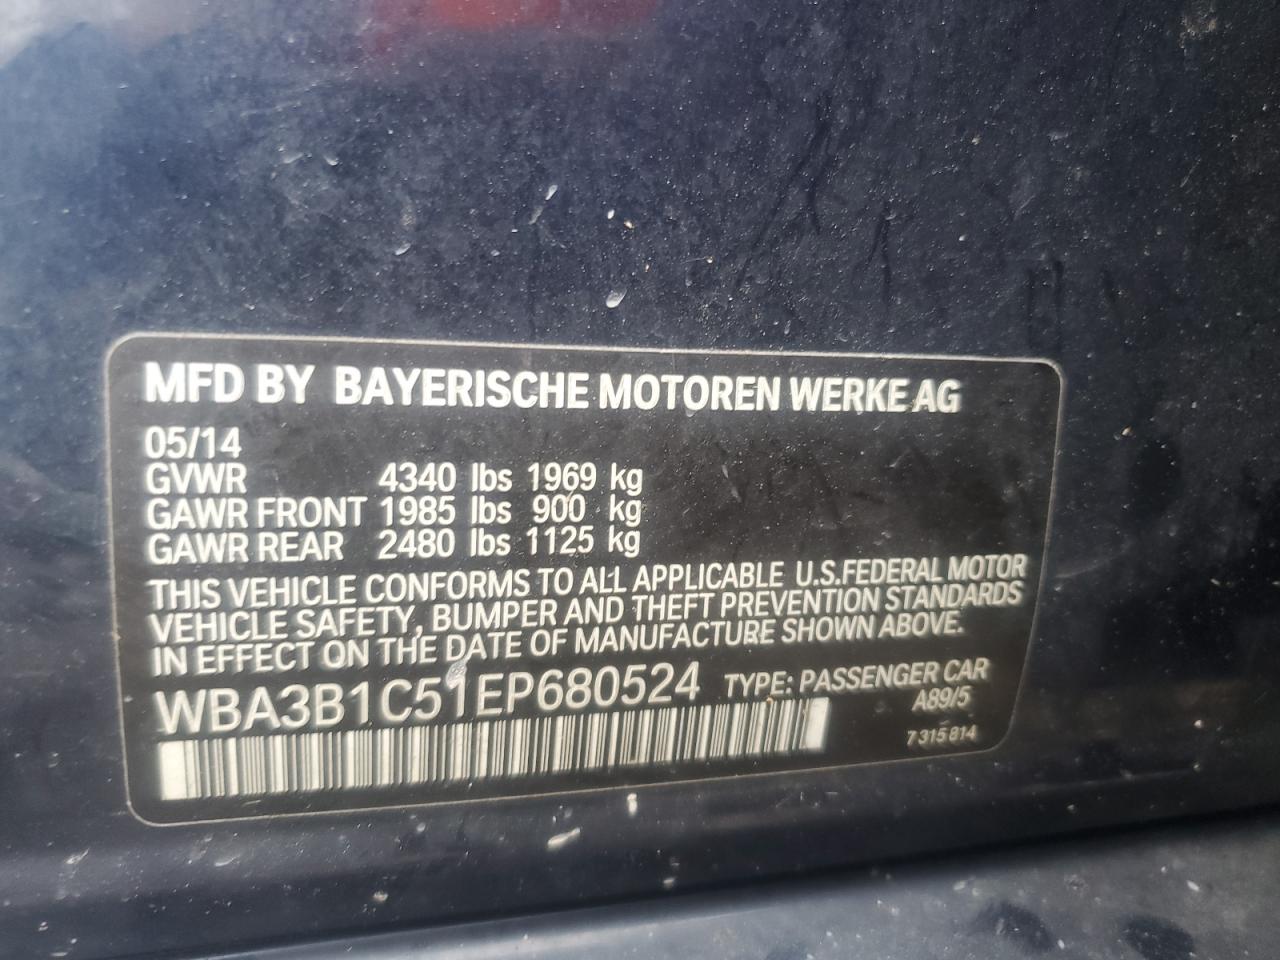 MFD BY BAYERISCHE MOTOREN WERKE AG
05/14
GVWR 4340 lbs 1969 kg
GAWR FRONT 1985 lbs 900 kg
GAWR REAR 2480 lbs 1125 kg
THIS VEHICLE CONFORMS TO ALL APPLICABLE U.S.FEDERAL MOTOR
VEHICLE SAFETY, BUMPER AND THEFT PREVENTION STANDARDS
IN EFFECT ON THE DATE OF MANUFACTURE SHOWN ABOVE.
WBA3B1C51EP680524 TYPE: PASSENGER CAR
A89/5
7 315 814